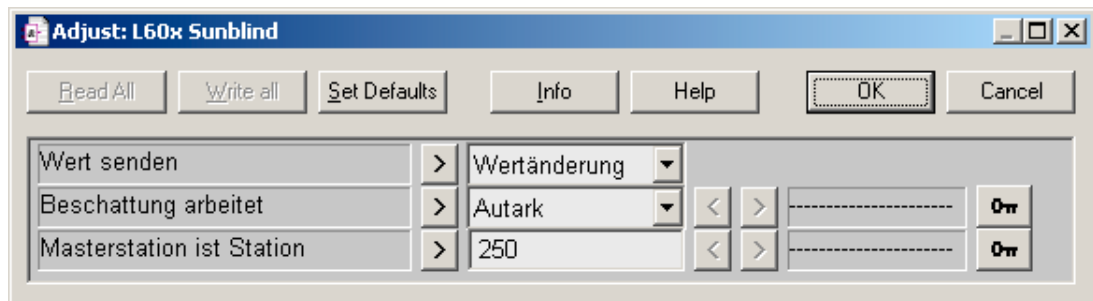 Adjust: L60x Sunblind
Read All Write all Set Defaults Info Help OK Cancel
Wert senden > Wertänderung
Beschattung arbeitet > Autark < > --------------------
Masterstation ist Station > 250 < > --------------------